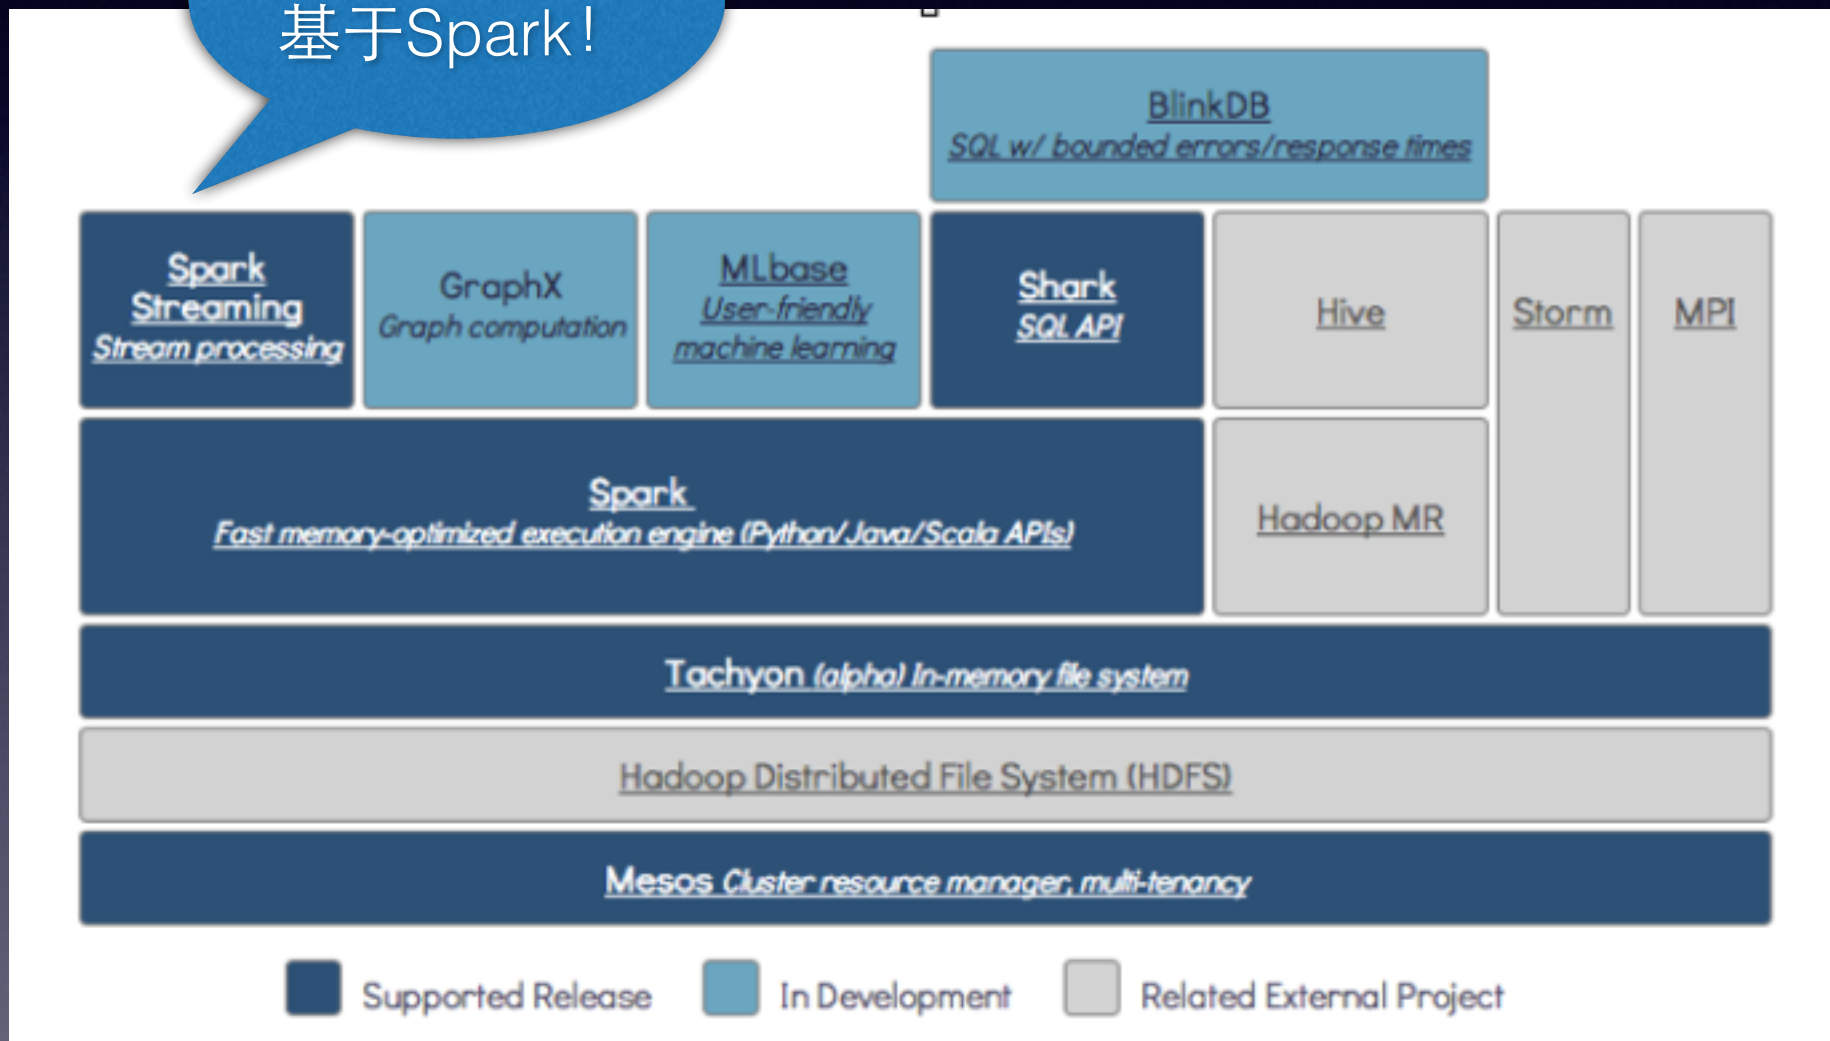 基于Spark！
BlinkDB
SQL w/ bounded errors/response times
Spark
Streaming
Stream processing
GraphX
Graph computation
MLbase
User-friendly
machine learning
Shark
SQL API
Hive
Storm
MPI
Spark
Fast memory-optimized execution engine (Python/Java/Scala APIs)
Hadoop MR
Tachyon (alpha) In-memory file system
Hadoop Distributed File System (HDFS)
Mesos Cluster resource manager, multi-tenancy
Supported Release
In Development
Related External Project